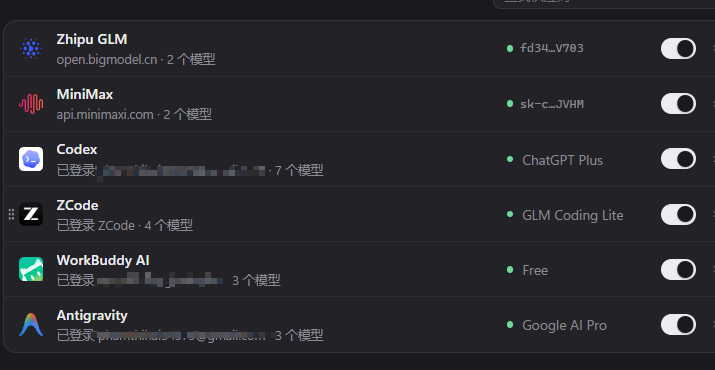 Zhipu GLM
open.bigmodel.cn · 2 个模型
fd34…V703
MiniMax
api.minimaxi.com · 2 个模型
sk-c…JVHM
Codex
已登录 · 7 个模型
ChatGPT Plus
ZCode
已登录 ZCode · 4 个模型
GLM Coding Lite
WorkBuddy AI
已登录 3 个模型
Free
Antigravity
已登录 · 3 个模型
Google AI Pro